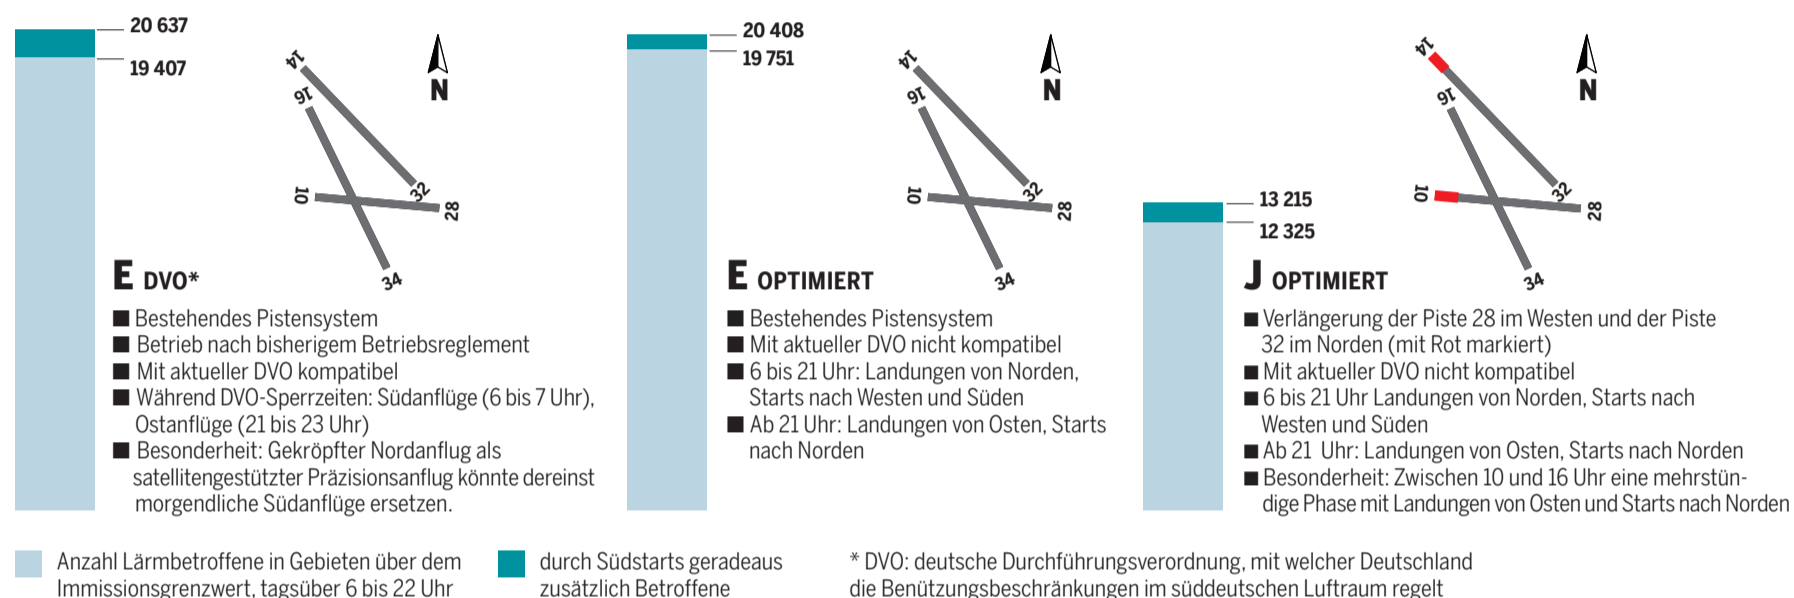 20 637
19 407
14
16
10
32
28
34
N
E DVO*
Bestehendes Pistensystem
Betrieb nach bisherigem Betriebsreglement
Mit aktueller DVO kompatibel
Während DVO-Sperrzeiten: Südanflüge (6 bis 7 Uhr),
Ostanflüge (21 bis 23 Uhr)
Besonderheit: Gekröpfter Nordanflug als
satellitengestützter Präzisionsanflug könnte dereinst
morgendliche Südanflüge ersetzen.
20 408
19 751
14
16
10
32
28
34
N
E OPTIMIERT
Bestehendes Pistensystem
Mit aktueller DVO nicht kompatibel
6 bis 21 Uhr: Landungen von Norden,
Starts nach Westen und Süden
Ab 21 Uhr: Landungen von Osten, Starts
nach Norden
13 215
12 325
14
16
10
32
28
34
N
J OPTIMIERT
Verlängerung der Piste 28 im Westen und der Piste
32 im Norden (mit Rot markiert)
Mit aktueller DVO nicht kompatibel
6 bis 21 Uhr Landungen von Norden, Starts nach
Westen und Süden
Ab 21 Uhr: Landungen von Osten, Starts nach Norden
Besonderheit: Zwischen 10 und 16 Uhr eine mehrstün-
dige Phase mit Landungen von Osten und Starts nach Norden
Anzahl Lärmbetroffene in Gebieten über dem
Immissionsgrenzwert, tagsüber 6 bis 22 Uhr
durch Südstarts geradeaus
zusätzlich Betroffene
* DVO: deutsche Durchführungsverordnung, mit welcher Deutschland
die Benützungsbeschränkungen im süddeutschen Luftraum regelt